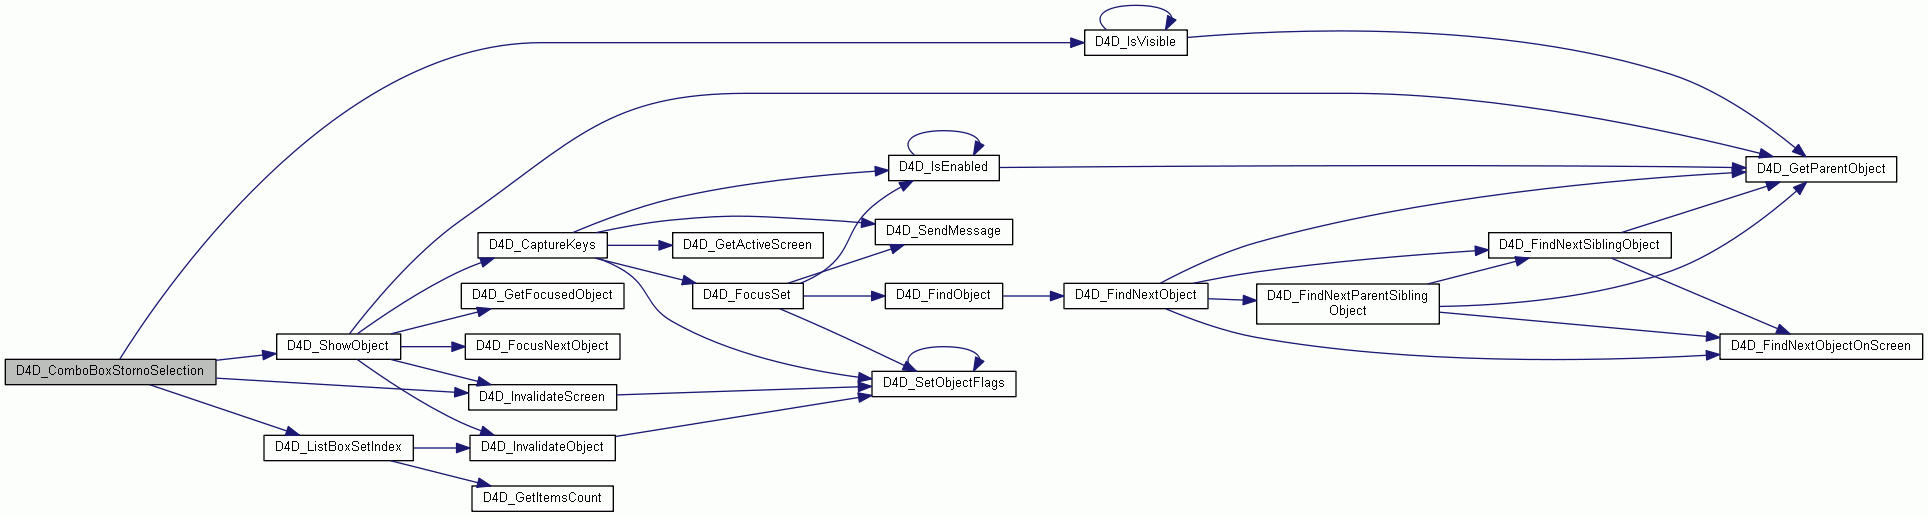 D4D_IsVisible
D4D_IsEnabled
D4D_GetParentObject
D4D_SendMessage
D4D_CaptureKeys
D4D_GetActiveScreen
D4D_FindNextSiblingObject
D4D_GetFocusedObject
D4D_FocusSet
D4D_FindObject
D4D_FindNextObject
D4D_FindNextParentSibling
Object
D4D_ShowObject
D4D_FocusNextObject
D4D_FindNextObjectOnScreen
D4D_ComboBoxStornoSelection
D4D_SetObjectFlags
D4D_InvalidateScreen
D4D_ListBoxSetIndex
D4D_InvalidateObject
D4D_GetItemsCount